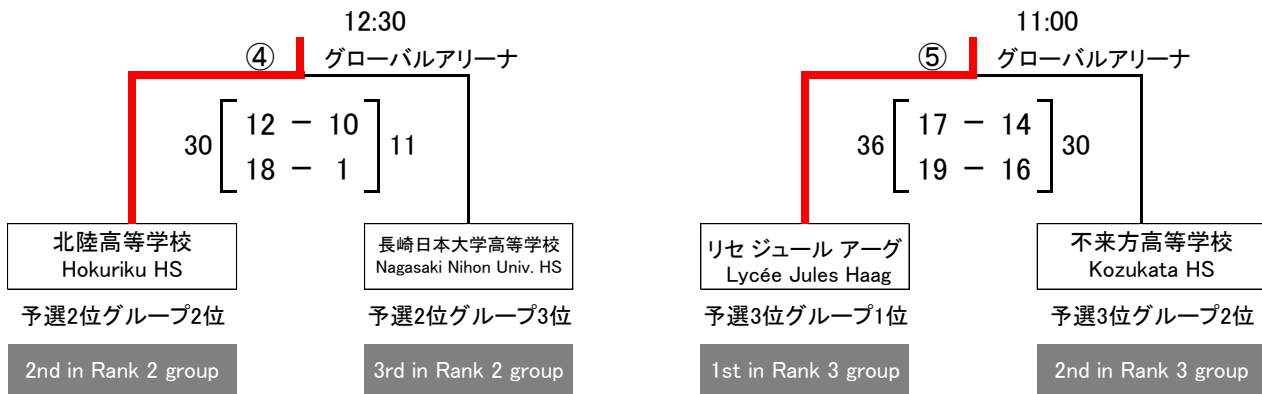 12:30
④ グローバルアリーナ
30 12 － 10 11
18 － 1
北陸高等学校
Hokuriku HS
予選2位グループ2位
2nd in Rank 2 group
長崎日本大学高等学校
Nagasaki Nihon Univ. HS
予選2位グループ3位
3rd in Rank 2 group
11:00
⑤ グローバルアリーナ
36 17 － 14 30
19 － 16
リセ ジュール アーグ
Lycée Jules Haag
予選3位グループ1位
1st in Rank 3 group
不来方高等学校
Kozukata HS
予選3位グループ2位
2nd in Rank 3 group